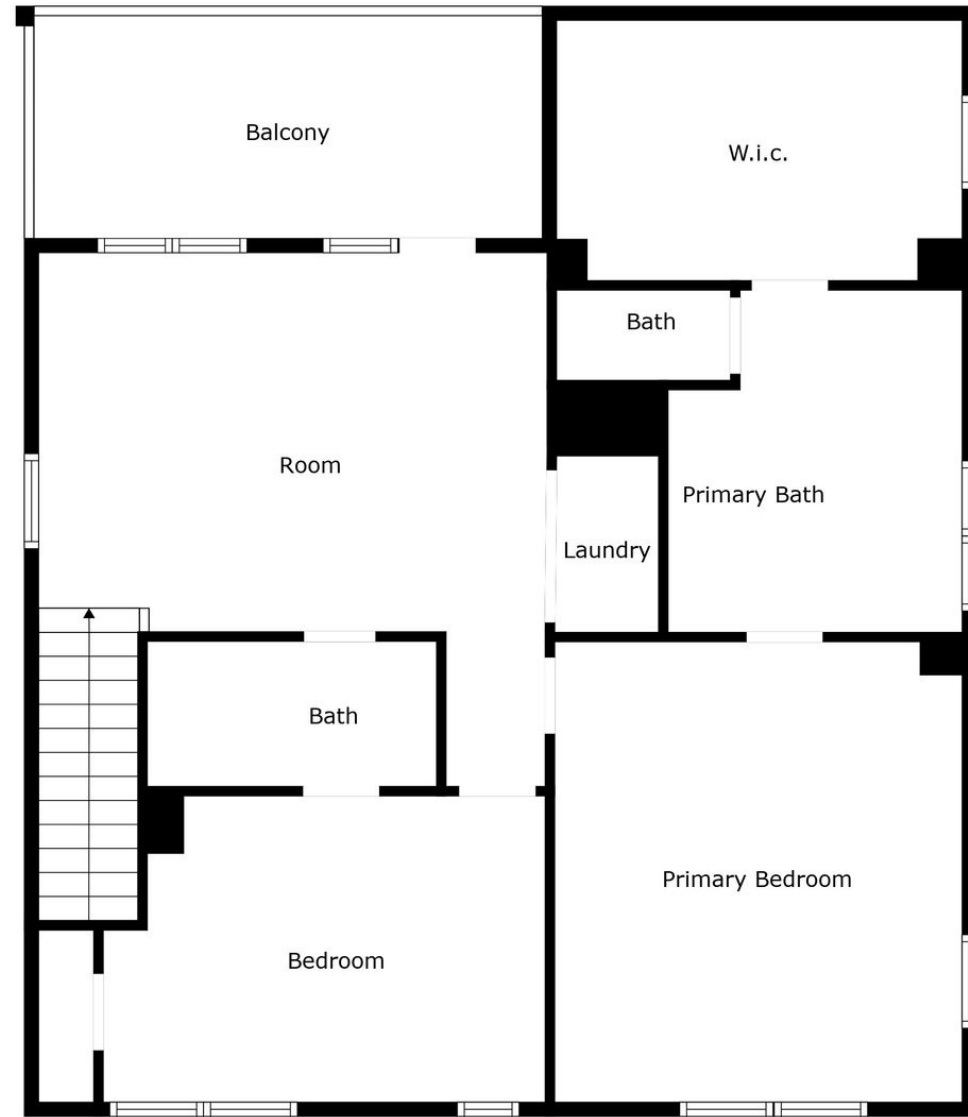 Balcony
W.i.c.
Bath
Room
Primary Bath
Laundry
Bath
Primary Bedroom
Bedroom